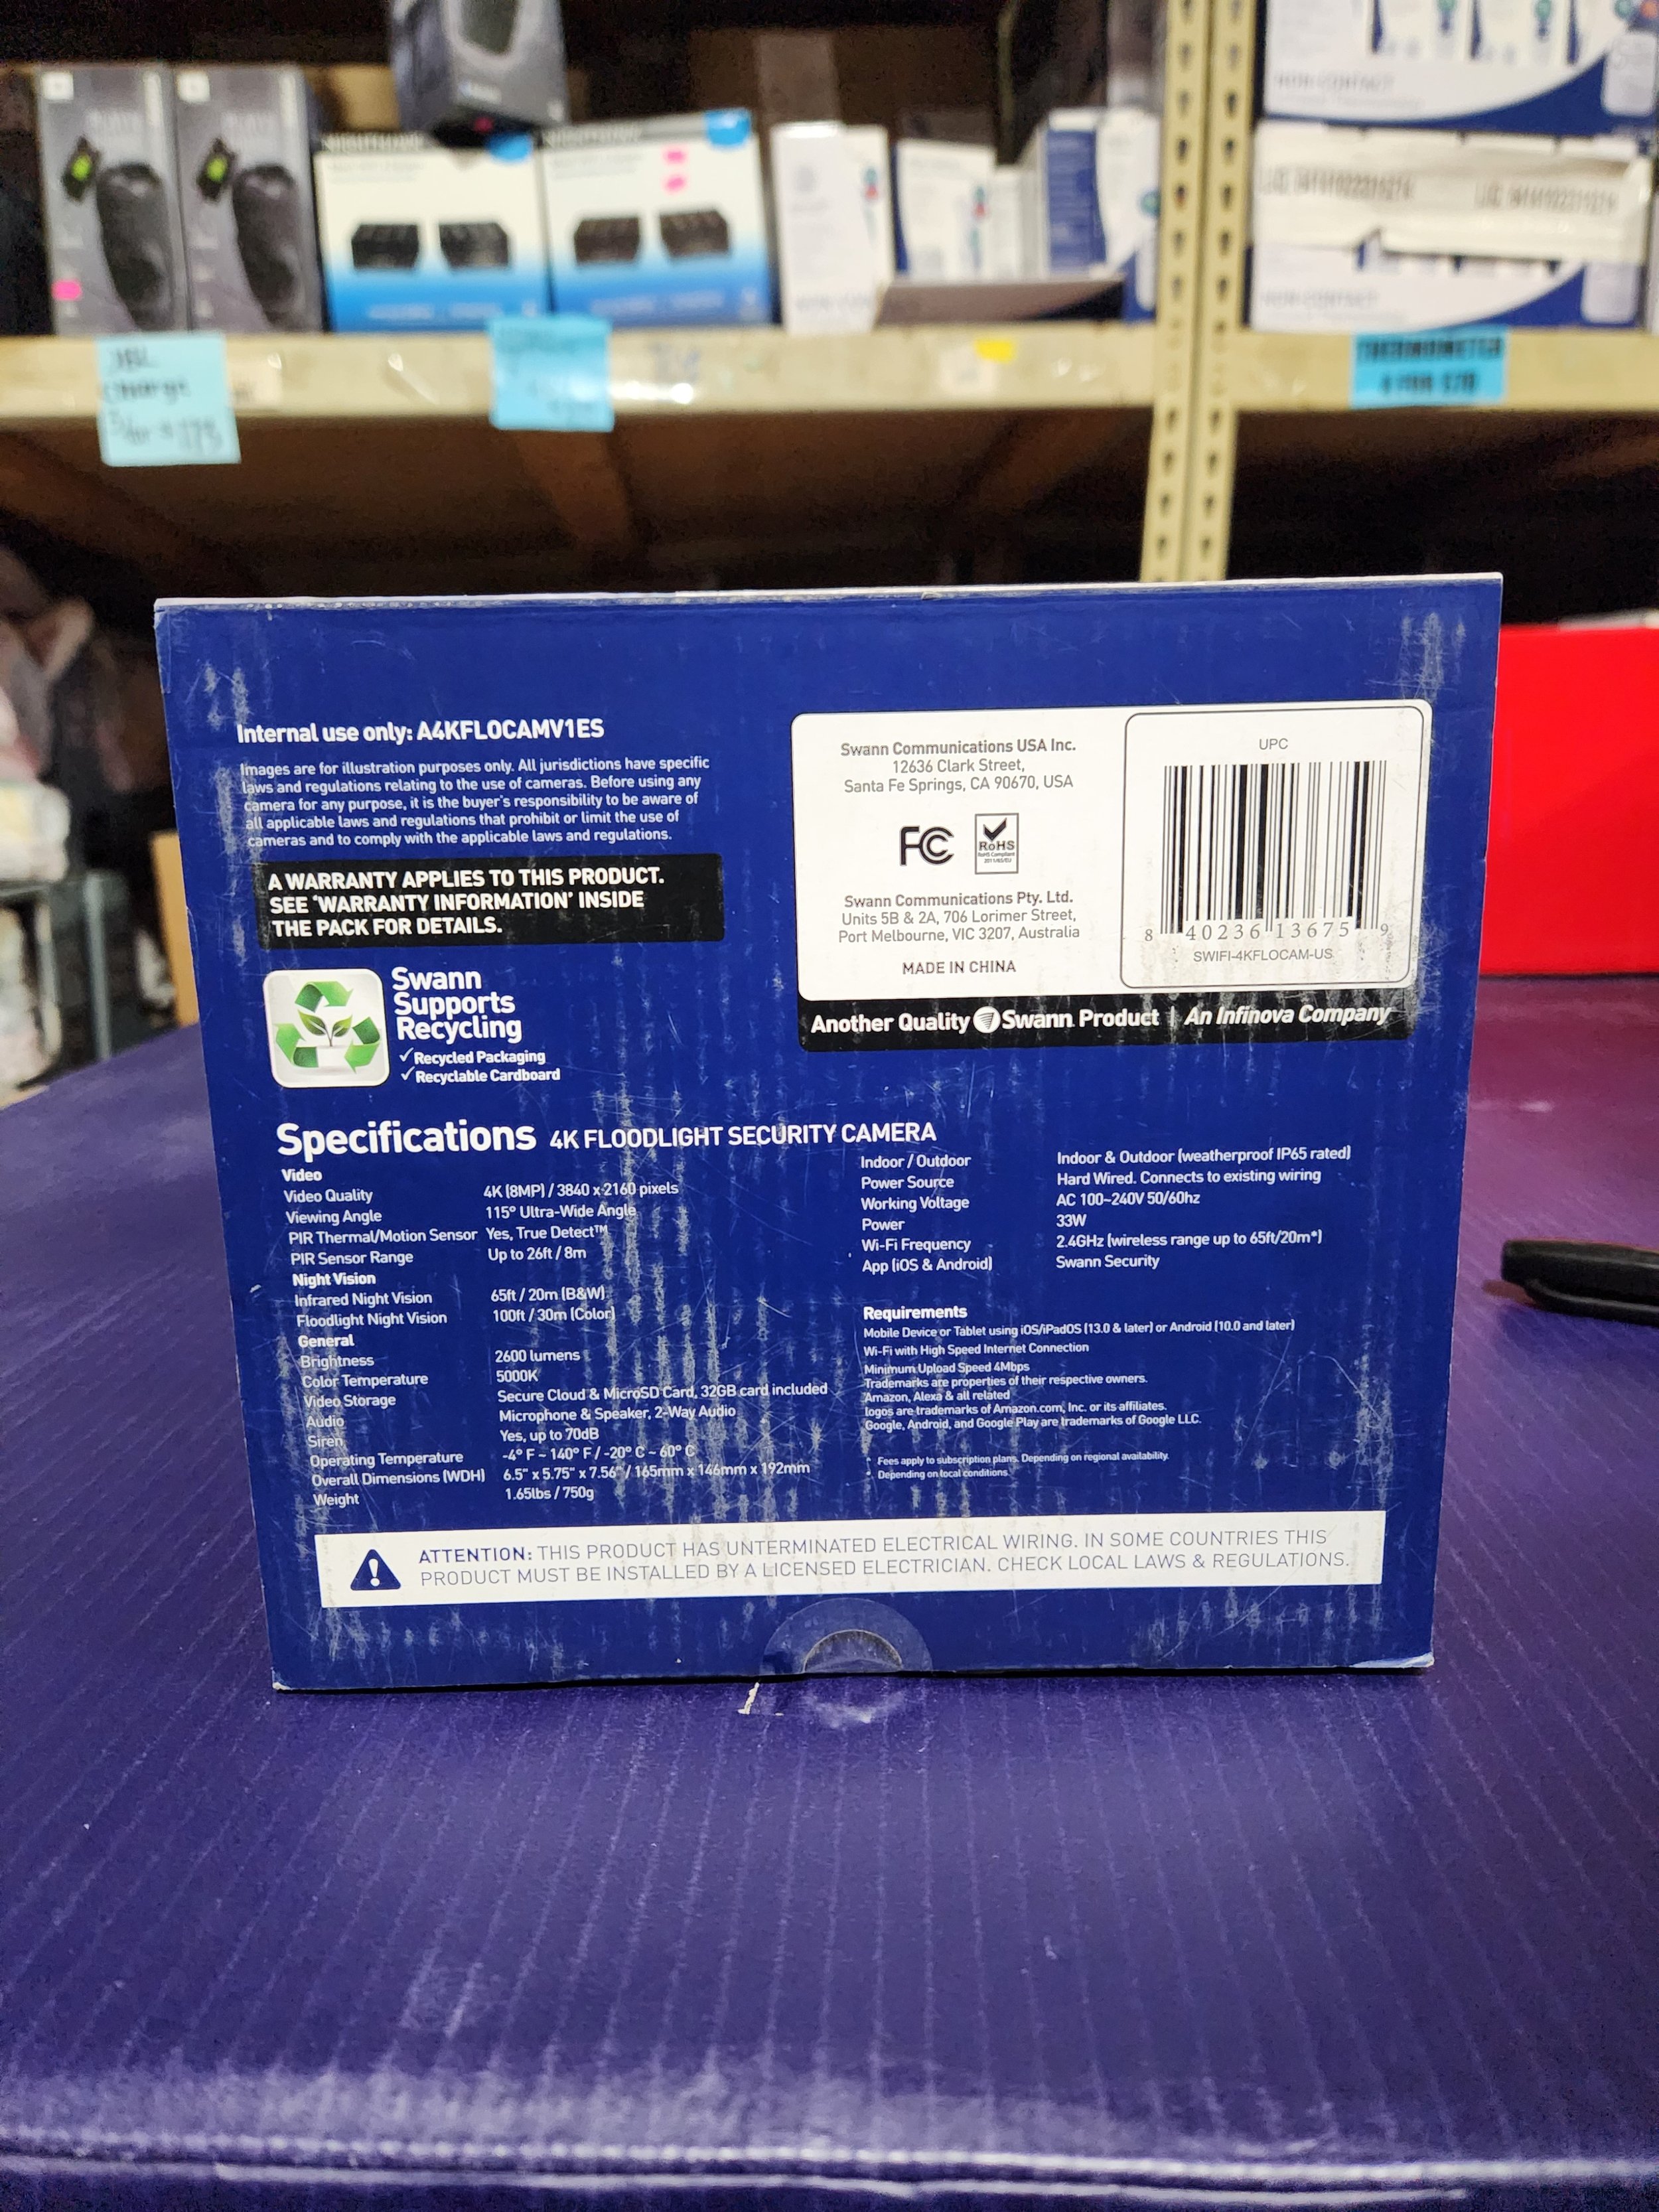 NON-CONTACT
NON-CONTACT
JBL
Charge
THERMOMETER
Internal use only: A4KFLOCAMV1ES
Images are for illustration purposes only. All jurisdictions have specific
laws and regulations relating to the use of cameras. Before using any
camera for any purpose, it is the buyer's responsibility to be aware of
all applicable laws and regulations that prohibit or limit the use of
cameras and to comply with the applicable laws and regulations.
A WARRANTY APPLIES TO THIS PRODUCT.
SEE 'WARRANTY INFORMATION' INSIDE
THE PACK FOR DETAILS.
Swann
Supports
Recycling
✓Recycled Packaging
✓Recyclable Cardboard
Swann Communications USA Inc.
12636 Clark Street,
Santa Fe Springs, CA 90670, USA
FC
RoHS
RoHS Compliant
2011/65/EU
Swann Communications Pty. Ltd.
Units 5B & 2A, 706 Lorimer Street,
Port Melbourne, VIC 3207, Australia
MADE IN CHINA
UPC
8 40236 13675 9
SWIFI-4KFLOCAM-US
Another Quality Swann Product | An Infinova Company
Specifications 4K FLOODLIGHT SECURITY CAMERA
Video
Video Quality 4K (8MP) / 3840 x 2160 pixels
Viewing Angle 115° Ultra-Wide Angle
PIR Thermal/Motion Sensor Yes, True Detect™
PIR Sensor Range Up to 26ft / 8m
Night Vision
Infrared Night Vision 65ft / 20m (B&W)
Floodlight Night Vision 100ft / 30m (Color)
General
Brightness 2600 lumens
Color Temperature 5000K
Video Storage Secure Cloud & MicroSD Card, 32GB card included
Audio Microphone & Speaker, 2-Way Audio
Siren Yes, up to 70dB
Operating Temperature -4° F ~ 140° F / -20° C ~ 60° C
Overall Dimensions (WDH) 6.5" x 5.75" x 7.56" / 165mm x 146mm x 192mm
Weight 1.65lbs / 750g
Indoor / Outdoor Indoor & Outdoor (weatherproof IP65 rated)
Power Source Hard Wired. Connects to existing wiring
Working Voltage AC 100~240V 50/60hz
Power 33W
Wi-Fi Frequency 2.4GHz (wireless range up to 65ft/20m*)
App (iOS & Android) Swann Security
Requirements
Mobile Device or Tablet using iOS/iPadOS (13.0 & later) or Android (10.0 and later)
Wi-Fi with High Speed Internet Connection
Minimum Upload Speed 4Mbps
Trademarks are properties of their respective owners.
Amazon, Alexa & all related
logos are trademarks of Amazon.com, Inc. or its affiliates.
Google, Android, and Google Play are trademarks of Google LLC.
Fees apply to subscription plans. Depending on regional availability.
Depending on local conditions
ATTENTION: THIS PRODUCT HAS UNTERMINATED ELECTRICAL WIRING. IN SOME COUNTRIES THIS
PRODUCT MUST BE INSTALLED BY A LICENSED ELECTRICIAN. CHECK LOCAL LAWS & REGULATIONS.